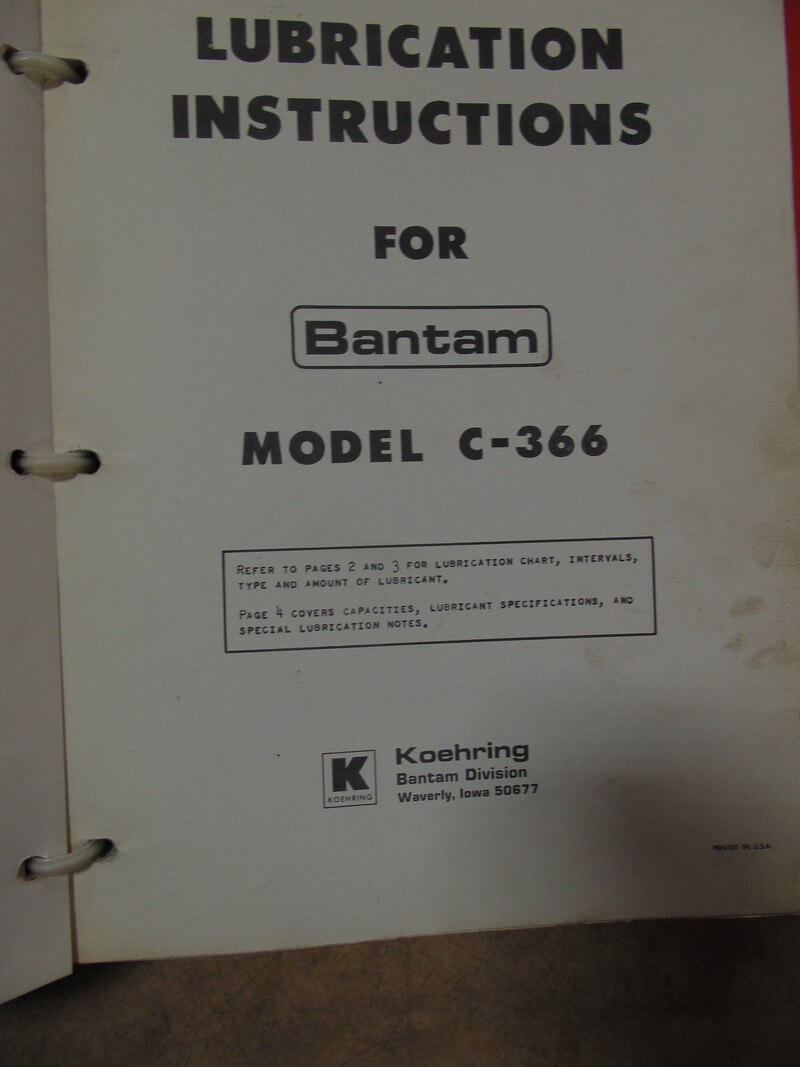 LUBRICATION
INSTRUCTIONS
FOR
Bantam
MODEL C-366
REFER TO PAGES 2 AND 3 FOR LUBRICATION CHART, INTERVALS,
TYPE AND AMOUNT OF LUBRICANT.
PAGE 4 COVERS CAPACITIES, LUBRICANT SPECIFICATIONS, AND
SPECIAL LUBRICATION NOTES.
K
KOEHRING
Koehring
Bantam Division
Waverly, Iowa 50677
PRINTED IN U.S.A.